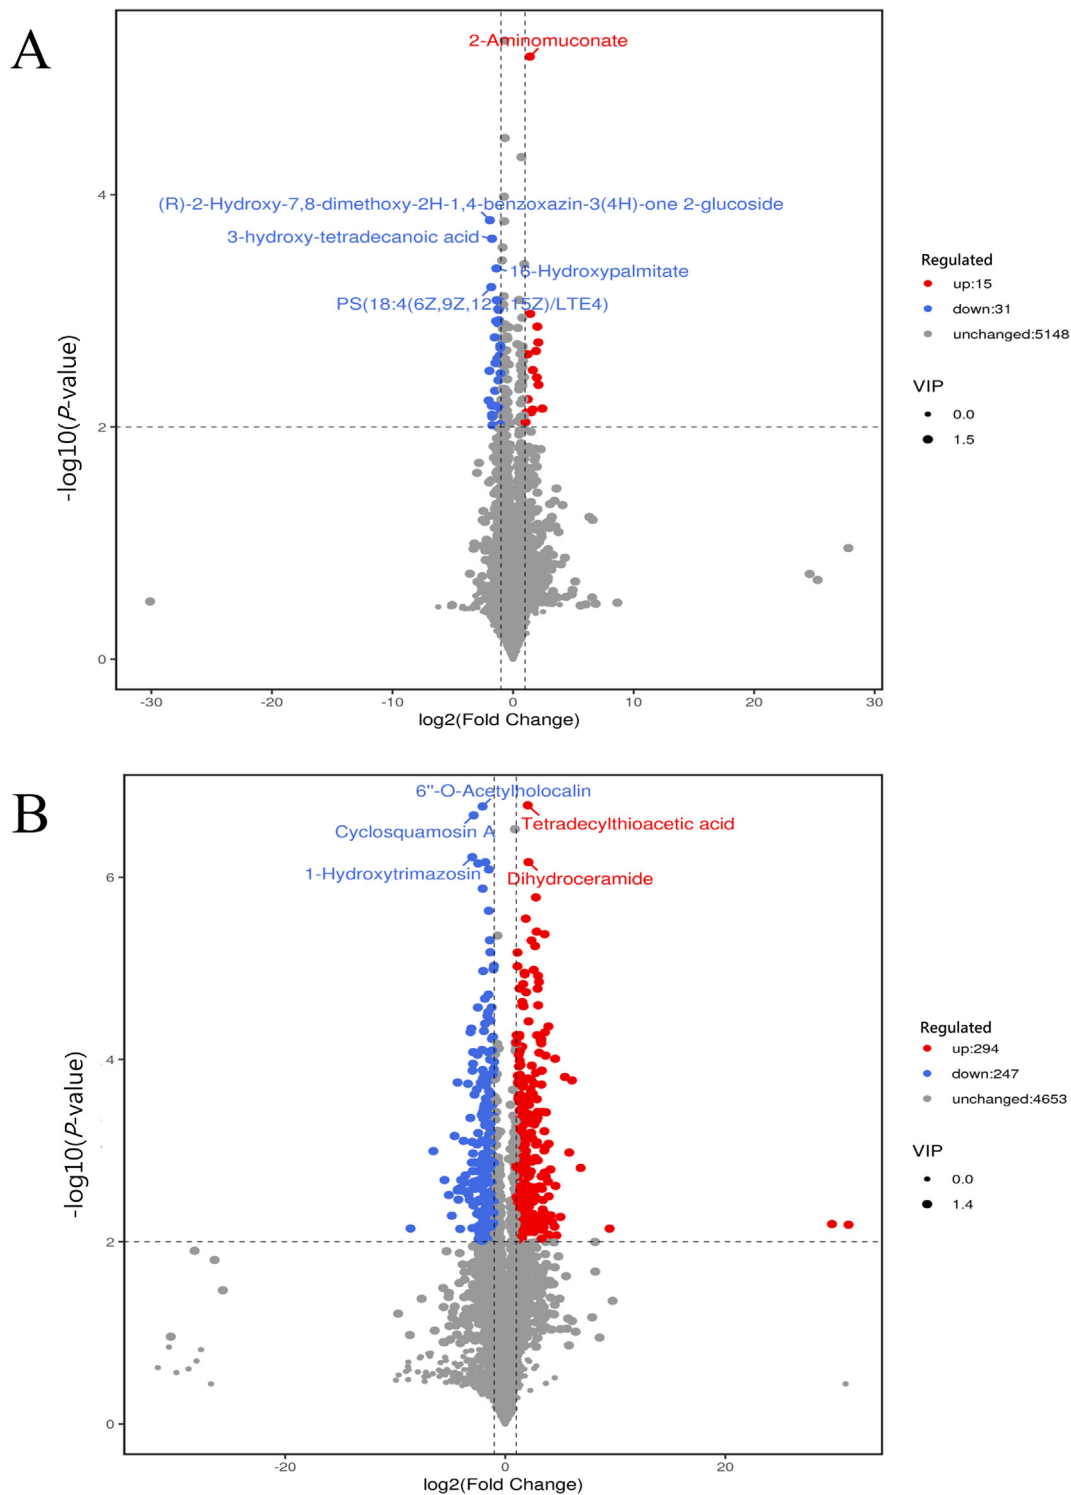 A
2-Aminomuconate
(R)-2-Hydroxy-7,8-dimethoxy-2H-1,4-benzoxazin-3(4H)-one 2-glucoside
3-hydroxy-tetradecanoic acid
16-Hydroxypalmitate
PS(18:4(6Z,9Z,12Z,15Z)/LTE4)
-log10(P-value)
4
2
0
-30
-20
-10
0
10
20
30
log2(Fold Change)
Regulated
up:15
down:31
unchanged:5148
VIP
0.0
1.5
B
6''-O-Acetylholocalin
Tetradecylthioacetic acid
Cyclosquamosin A
1-Hydroxytrimazosin
Dihydroceramide
-log10(P-value)
6
4
2
0
-20
0
20
log2(Fold Change)
Regulated
up:294
down:247
unchanged:4653
VIP
0.0
1.4